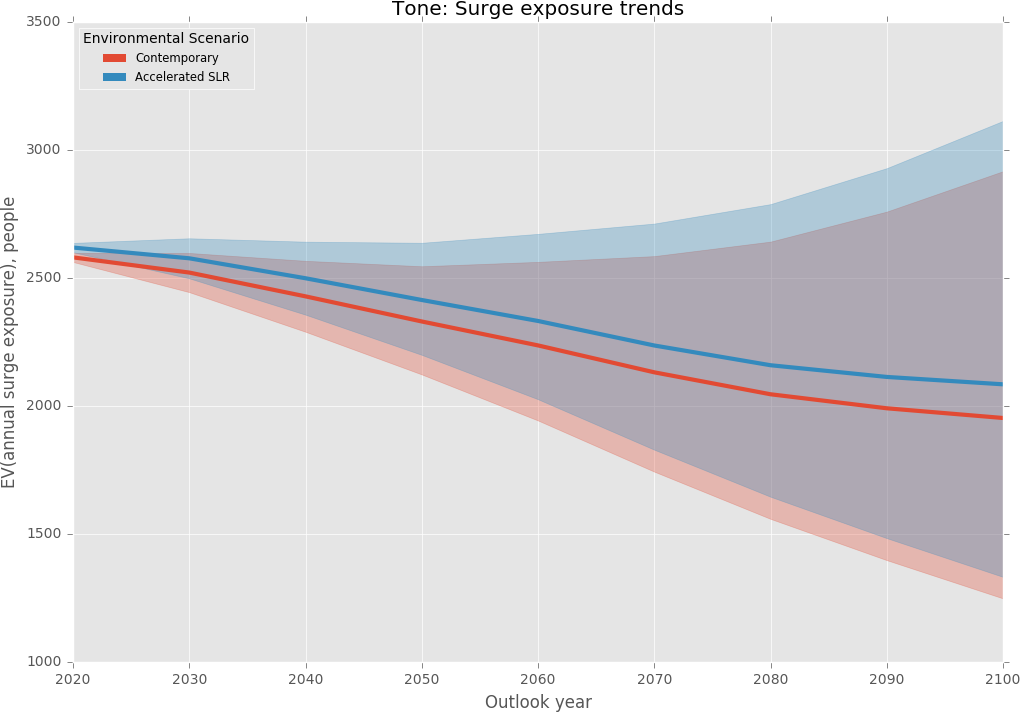 Tone: Surge exposure trends
Environmental Scenario
Contemporary
Accelerated SLR
EV(annual surge exposure), people
3500
3000
2500
2000
1500
1000
2020 2030 2040 2050 2060 2070 2080 2090 2100
Outlook year